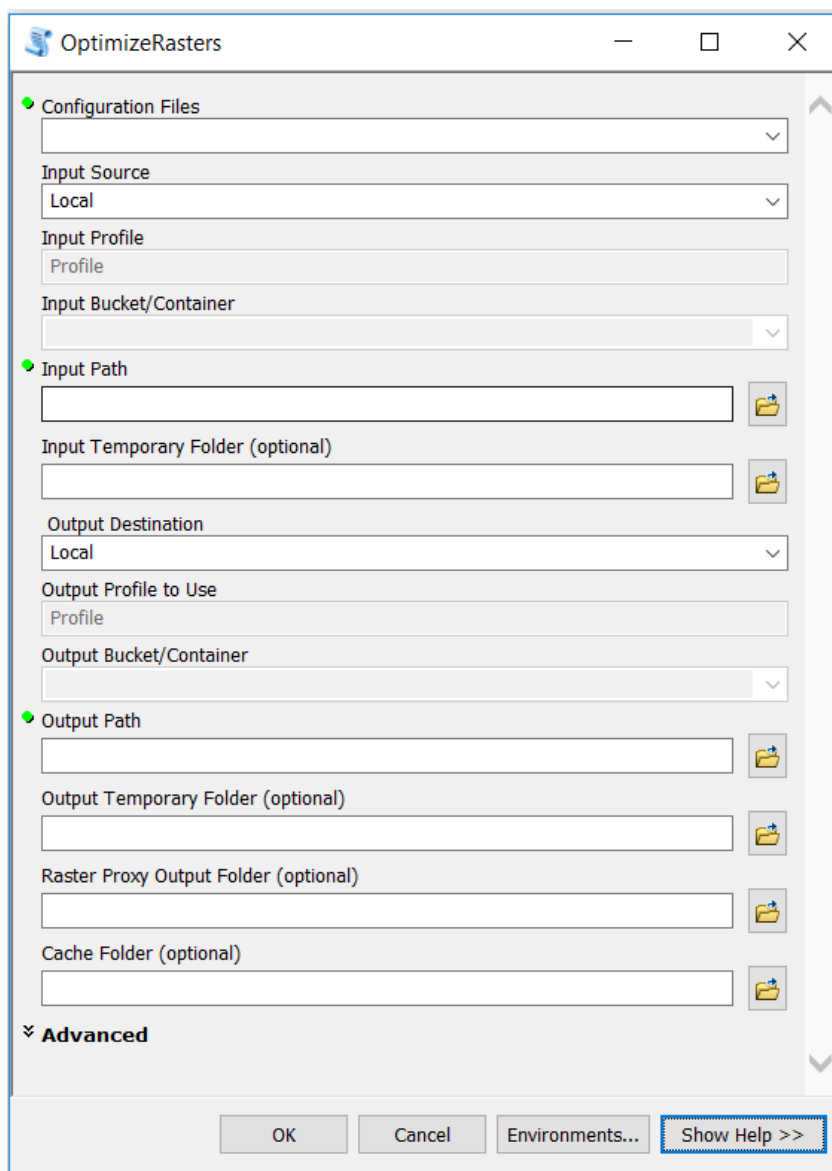 OptimizeRasters
Configuration Files
Input Source
Local
Input Profile
Profile
Input Bucket/Container
Input Path
Input Temporary Folder (optional)
Output Destination
Local
Output Profile to Use
Profile
Output Bucket/Container
Output Path
Output Temporary Folder (optional)
Raster Proxy Output Folder (optional)
Cache Folder (optional)
Advanced
OK Cancel Environments... Show Help >>